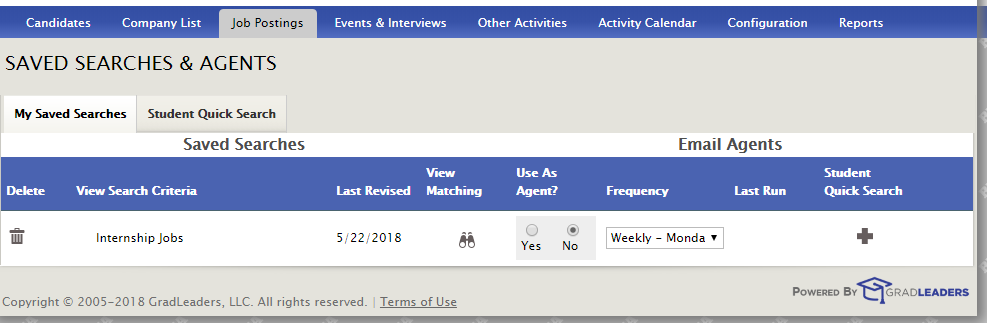 Candidates Company List Job Postings Events & Interviews Other Activities Activity Calendar Configuration Reports
SAVED SEARCHES & AGENTS
My Saved Searches Student Quick Search
Saved Searches Email Agents
Delete View Search Criteria Last Revised View Matching Use As Agent? Frequency Last Run Student Quick Search
Internship Jobs 5/22/2018 Yes No Weekly - Monda
Copyright © 2005-2018 GradLeaders, LLC. All rights reserved. | Terms of Use
POWERED BY GRADLEADERS